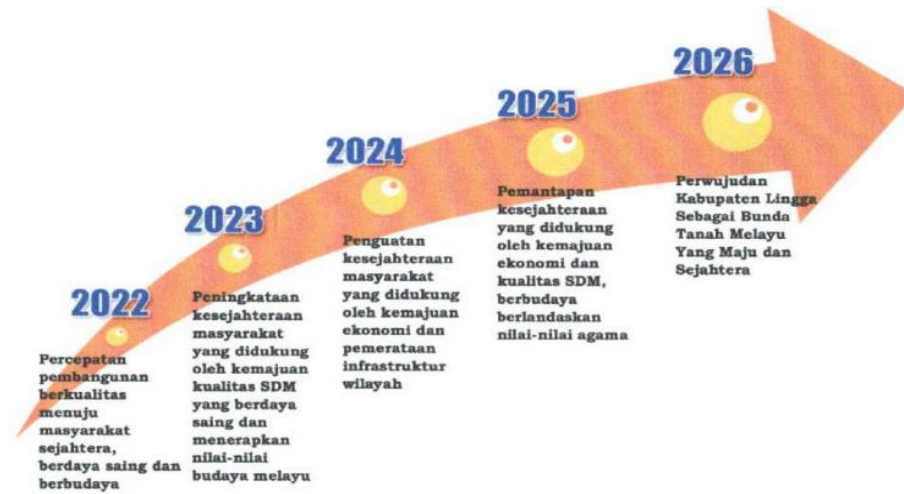 2022
Percepatan
pembangunan
berkualitas
menuju
masyarakat
sejahtera,
berdaya saing dan
berbudaya
2023
Peningkataan
kesejahteraan
masyarakat
yang didukung
oleh kemajuan
kualitas SDM
yang berdaya
saing dan
menerapkan
nilai-nilai
budaya melayu
2024
Penguatan
kesejahteraan
masyarakat
yang didukung
oleh kemajuan
ekonomi dan
pemerataan
infrastruktur
wilayah
2025
Pemantapan
kesejahteraan
yang didukung
oleh kemajuan
ekonomi dan
kualitas SDM,
berbudaya
berlandaskan
nilai-nilai agama
2026
Perwujudan
Kabupaten Lingga
Sebagai Bunda
Tanah Melayu
Yang Maju dan
Sejahtera